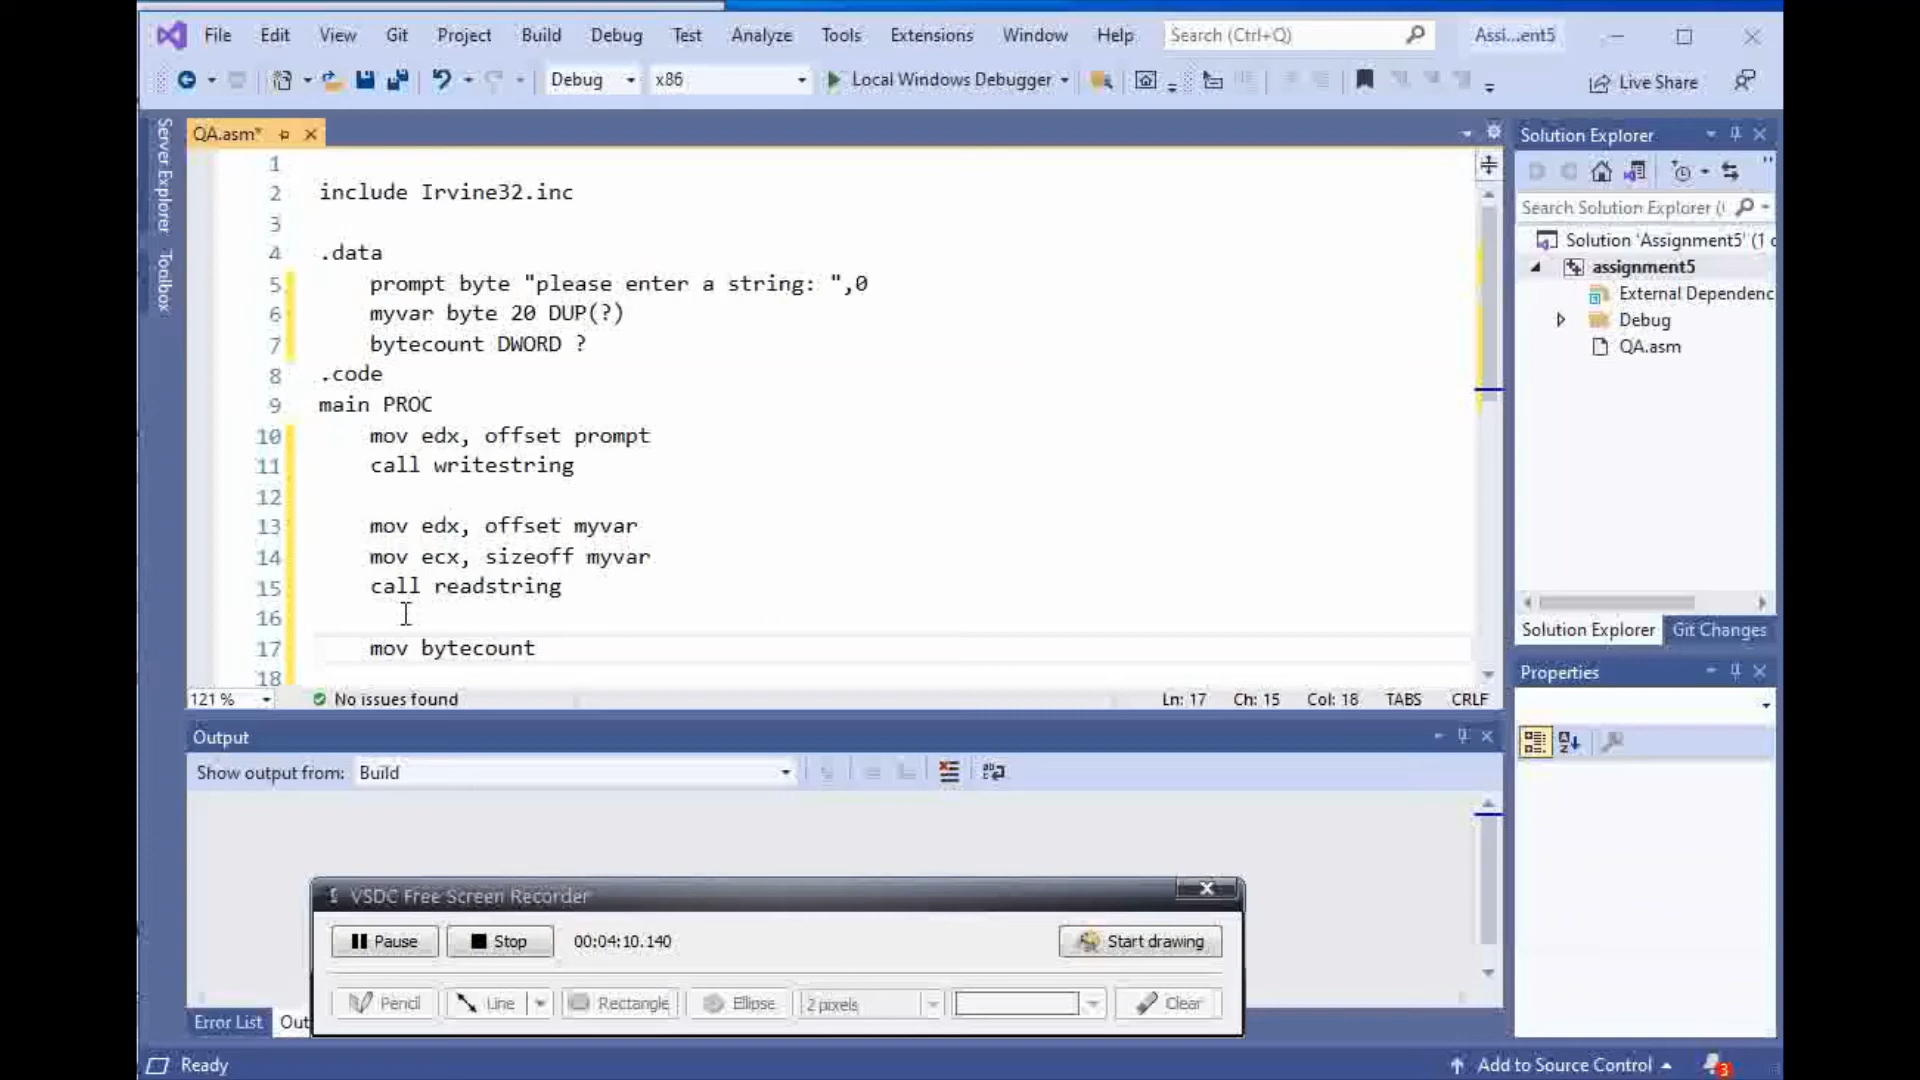 File Edit View Git Project Build Debug Test Analyze Tools Extensions Window Help Search (Ctrl+Q) Assi...ent5
Debug x86 Local Windows Debugger Live Share
Server Explorer
Toolbox
QA.asm*
1
2 include Irvine32.inc
3
4 .data
5 prompt byte "please enter a string: ",0
6 myvar byte 20 DUP(?)
7 bytecount DWORD ?
8 .code
9 main PROC
10 mov edx, offset prompt
11 call writestring
12
13 mov edx, offset myvar
14 mov ecx, sizeoff myvar
15 call readstring
16
17 mov bytecount
18
121 % No issues found Ln: 17 Ch: 15 Col: 18 TABS CRLF
Output
Show output from: Build
Error List Out
VSDC Free Screen Recorder
Pause Stop 00:04:10.140 Start drawing
Pencil Line Rectangle Ellipse 2 pixels Clear
Solution Explorer
Search Solution Explorer (
Solution 'Assignment5' (1 c
assignment5
External Dependenc
Debug
QA.asm
Solution Explorer Git Changes
Properties
Ready Add to Source Control 3